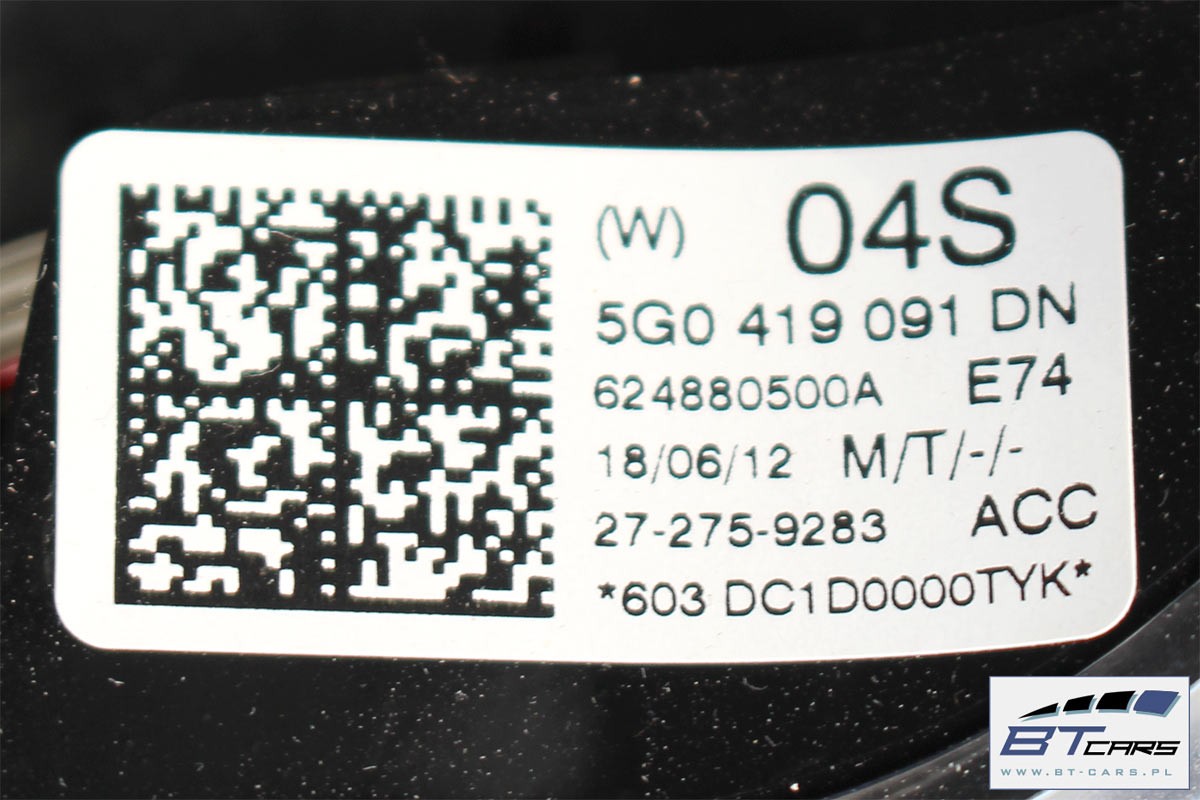 (W) 04S
5G0 419 091 DN
624880500A E74
18/06/12 M/T/-/-
27-275-9283 ACC
*603 DC1D0000TYK*
BT CARS
WWW.BT-CARS.PL